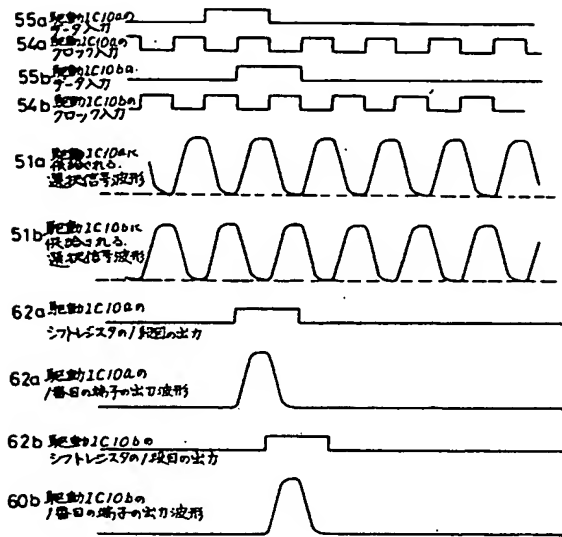 55a 駆動IC10aの
データ入力
54a 駆動IC10aの
クロック入力
55b 駆動IC10bの
データ入力
54b 駆動IC10bの
クロック入力
51a 駆動IC10aに
供給される
選択信号波形
51b 駆動IC10bに
供給される
選択信号波形
62a 駆動IC10aの
シフトレジスタの1段目の出力
62a 駆動IC10aの
1番目の端子の出力波形
62b 駆動IC10bの
シフトレジスタの1段目の出力
60b 駆動IC10bの
1番目の端子の出力波形